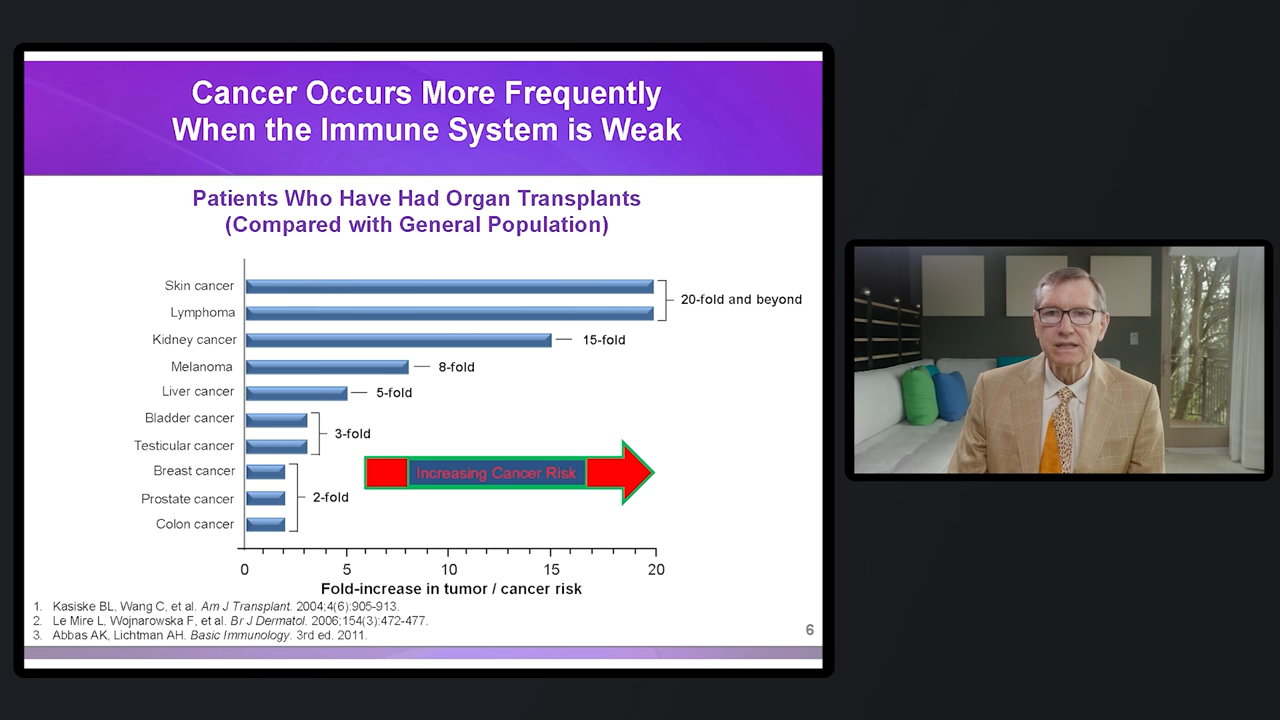 Cancer Occurs More Frequently
When the Immune System is Weak
Patients Who Have Had Organ Transplants
(Compared with General Population)
Skin cancer
Lymphoma
20-fold and beyond
Kidney cancer
15-fold
Melanoma
8-fold
Liver cancer
5-fold
Bladder cancer
Testicular cancer
3-fold
Breast cancer
Prostate cancer
Colon cancer
2-fold
Increasing Cancer Risk
0 5 10 15 20
Fold-increase in tumor / cancer risk
1. Kasiske BL, Wang C, et al. Am J Transplant. 2004;4(6):905-913.
2. Le Mire L, Wojnarowska F, et al. Br J Dermatol. 2006;154(3):472-477.
3. Abbas AK, Lichtman AH. Basic Immunology. 3rd ed. 2011.
6